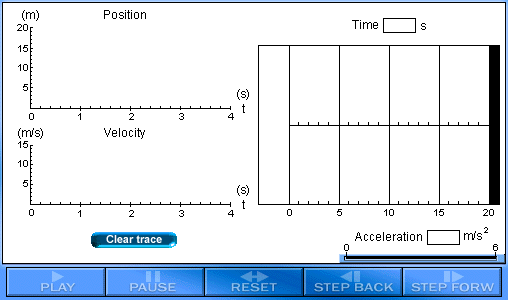 (m) Position
20
15
10
5
0 1 2 3 4
(s)
t
(m/s) Velocity
15
10
5
0 1 2 3 4
(s)
t
Clear trace
Time s
0 5 10 15 20
Acceleration m/s²
0 6
PLAY PAUSE RESET STEP BACK STEP FORW